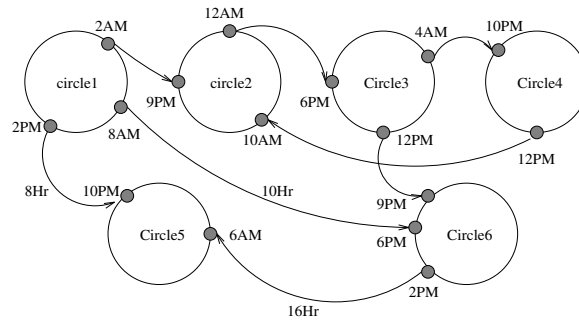 2AM
12AM
4AM
10PM
circle1
circle2
Circle3
Circle4
9PM
6PM
2PM
8AM
10AM
12PM
12PM
8Hr
10PM
10Hr
9PM
Circle5
6AM
6PM
Circle6
2PM
16Hr